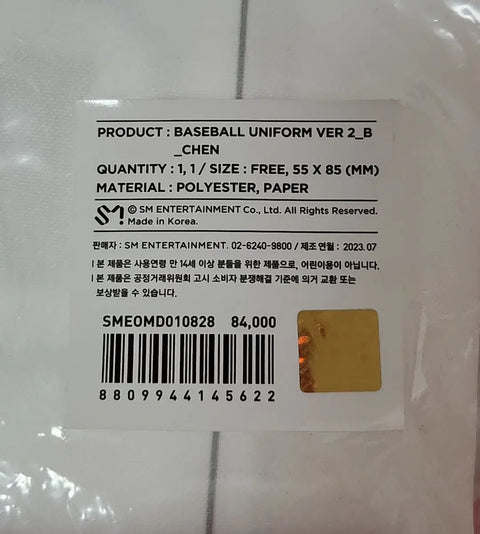 PRODUCT : BASEBALL UNIFORM VER 2_B
_CHEN
QUANTITY : 1, 1 / SIZE : FREE, 55 X 85 (MM)
MATERIAL : POLYESTER, PAPER
SM © SM ENTERTAINMENT Co., Ltd. All Rights Reserved.
Made in Korea.
판매자 : SM ENTERTAINMENT. 02-6240-9800 / 제조 연월 : 2023.07
l 본 제품은 사용연령 만 14세 이상 분들을 위한 제품으로, 어린이용이 아닙니다.
l 본 제품은 공정거래위원회 고시 소비자 분쟁해결 기준에 의거 교환 또는
보상받을 수 있습니다.
SMEOMD010828 84,000
8809944145622